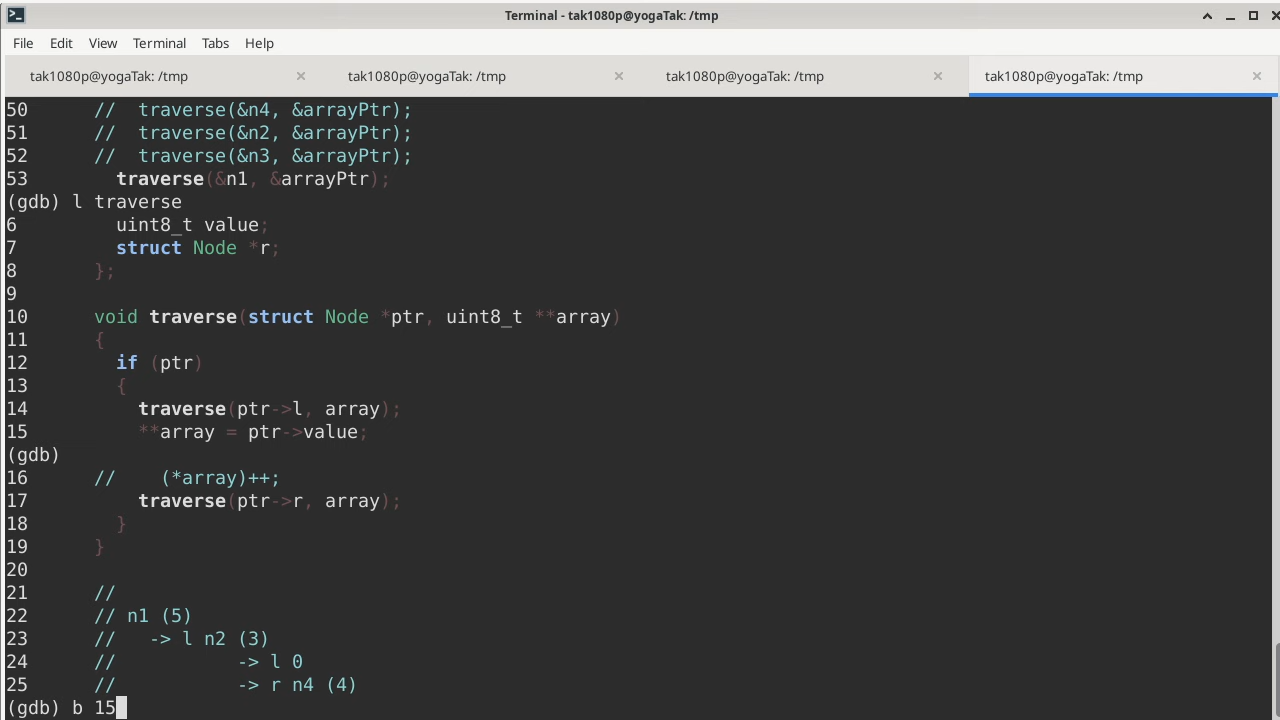 Terminal - tak1080p@yogaTak: /tmp
File Edit View Terminal Tabs Help
tak1080p@yogaTak: /tmp tak1080p@yogaTak: /tmp tak1080p@yogaTak: /tmp tak1080p@yogaTak: /tmp
50      //  traverse(&n4, &arrayPtr);
51      //  traverse(&n2, &arrayPtr);
52      //  traverse(&n3, &arrayPtr);
53        traverse(&n1, &arrayPtr);
(gdb) l traverse
6         uint8_t value;
7         struct Node *r;
8       };
9
10      void traverse(struct Node *ptr, uint8_t **array)
11      {
12        if (ptr)
13        {
14          traverse(ptr->l, array);
15          **array = ptr->value;
(gdb)
16      //    (*array)++;
17          traverse(ptr->r, array);
18        }
19      }
20
21      //
22      // n1 (5)
23      //   -> l n2 (3)
24      //           -> l 0
25      //           -> r n4 (4)
(gdb) b 15